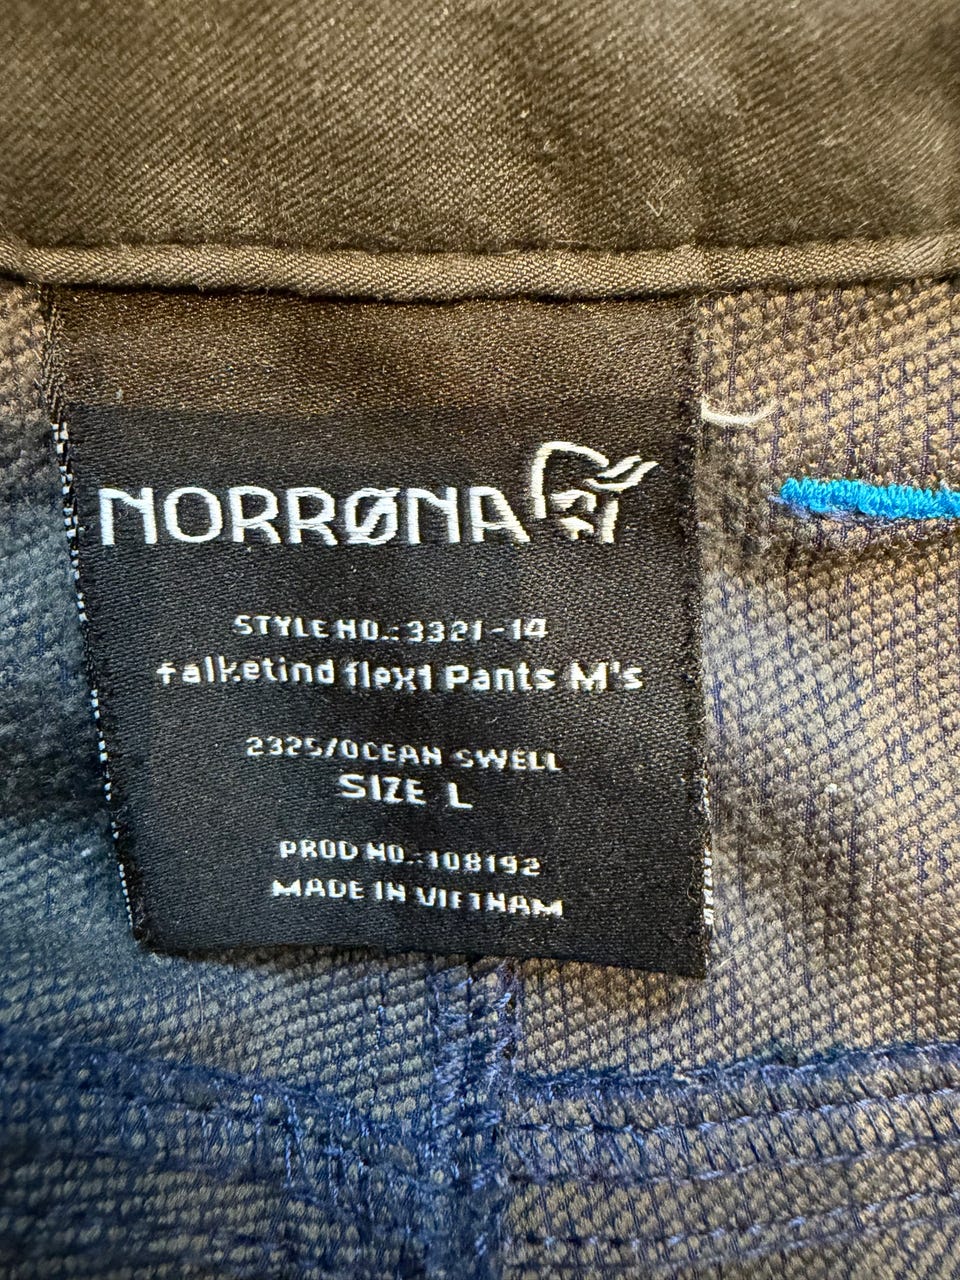 NORRØNA
STYLE NO.:3321-14
falketind flex1 Pants M's
2325/OCEAN SWELL
SIZE L
PROD NO.:108192
MADE IN VIETNAM